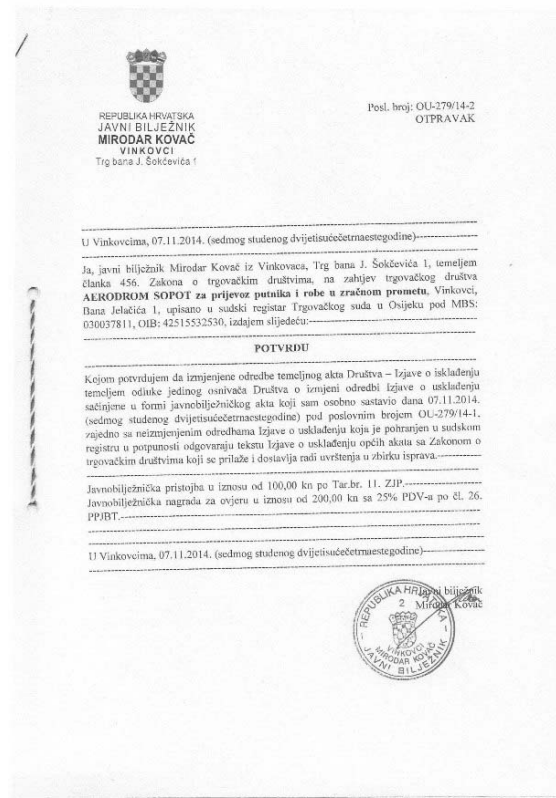 REPUBLIKA HRVATSKA
JAVNI BILJEŽNIK
MIRODAR KOVAČ
VINKOVCI
Trg bana J. Šokčevića 1
Posl. broj: OU-279/14-2
OTPRAVAK
U Vinkovcima, 07.11.2014. (sedmog studenog dvijetisućečetrnaestegodine)
Ja, javni bilježnik Mirodar Kovač iz Vinkovaca, Trg bana J. Šokčevića 1, temeljem
članka 456. Zakona o trgovačkim društvima, na zahtjev trgovačkog društva
AERODROM SOPOT za prijevoz putnika i robe u zračnom prometu, Vinkovci,
Bana Jelačića 1, upisano u sudski registar Trgovačkog suda u Osijeku pod MBS:
030037811, OIB: 42515532530, izdajem slijedeću:
POTVRDU
Kojom potvrđujem da izmjenjene odredbe temeljnog akta Društva – Izjave o isklađenju
temeljem odluke jedinog osnivača Društva o izmjeni odredbi Izjave o usklađenju
sačinjene u formi javnobilježničkog akta koji sam osobno sastavio dana 07.11.2014.
(sedmog studenog dvijetisućečetrnaestegodine) pod poslovnim brojem OU-279/14-1,
zajedno sa neizmjenjenim odredbama Izjave o usklađenju koja je pohranjen u sudskom
registru u potpunosti odgovaraju tekstu Izjave o usklađenju općih akata sa Zakonom o
trgovačkim društvima koji se prilaže i dostavlja radi uvrštenja u zbirku isprava.
Javnobilježnička pristojba u iznosu od 100,00 kn po Tar.br. 11. ZJP.
Javnobilježnička nagrada za ovjeru u iznosu od 200,00 kn sa 25% PDV-a po čl. 26.
PPJBT.
U Vinkovcima, 07.11.2014. (sedmog studenog dvijetisućečetrnaestegodine)
Javni bilježnik
Mirodar Kovač
REPUBLIKA HRVATSKA
2
VINKOVCI
MIRODAR KOVAČ
JAVNI BILJEŽNIK